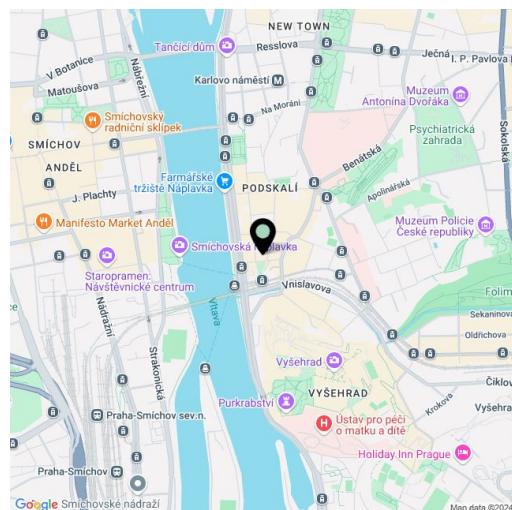 NEW TOWN
Tančící dům
Resslova
Ječná
I. P. Pavlova
V Botanice
Matoušova
Nábřežní
Karlovo náměstí
Muzeum
Antonína Dvořáka
Na Moráni
Smíchovský
radniční sklípek
Sokolská
Psychiatrická
zahrada
SMÍCHOV
ANDĚL
Benátská
Farmářské
tržiště Náplavka
PODSKALÍ
J. Plachty
Apolinářská
Manifesto Market Anděl
Muzeum Policie
České republiky
Smíchovská
Staropramen:
Návštěvnické centrum
Vnislavova
Folim
Vltava
Nádražní
Sekaninova
Oldřichova
Strakonická
Vyšehrad
Čiklov
VYŠEHRAD
Krokova
Purkrabství
Vyšehra
Praha-Smíchov sev.n.
Ústav pro péči
o matku a dítě
Holiday Inn Prague
Praha-Smíchov
Google
Smíchovské nádraží
Map data ©2024